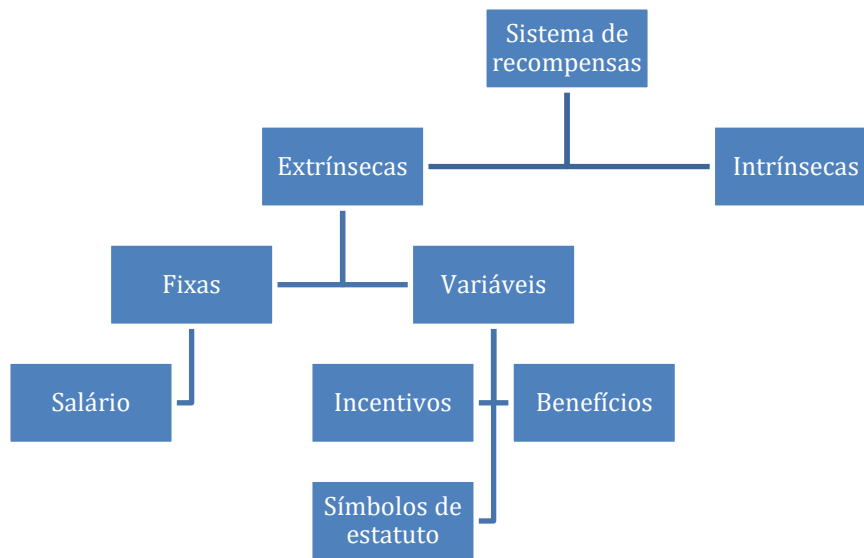 Sistema de
recompensas
Extrínsecas
Intrínsecas
Fixas
Variáveis
Salário
Incentivos
Benefícios
Símbolos de
estatuto